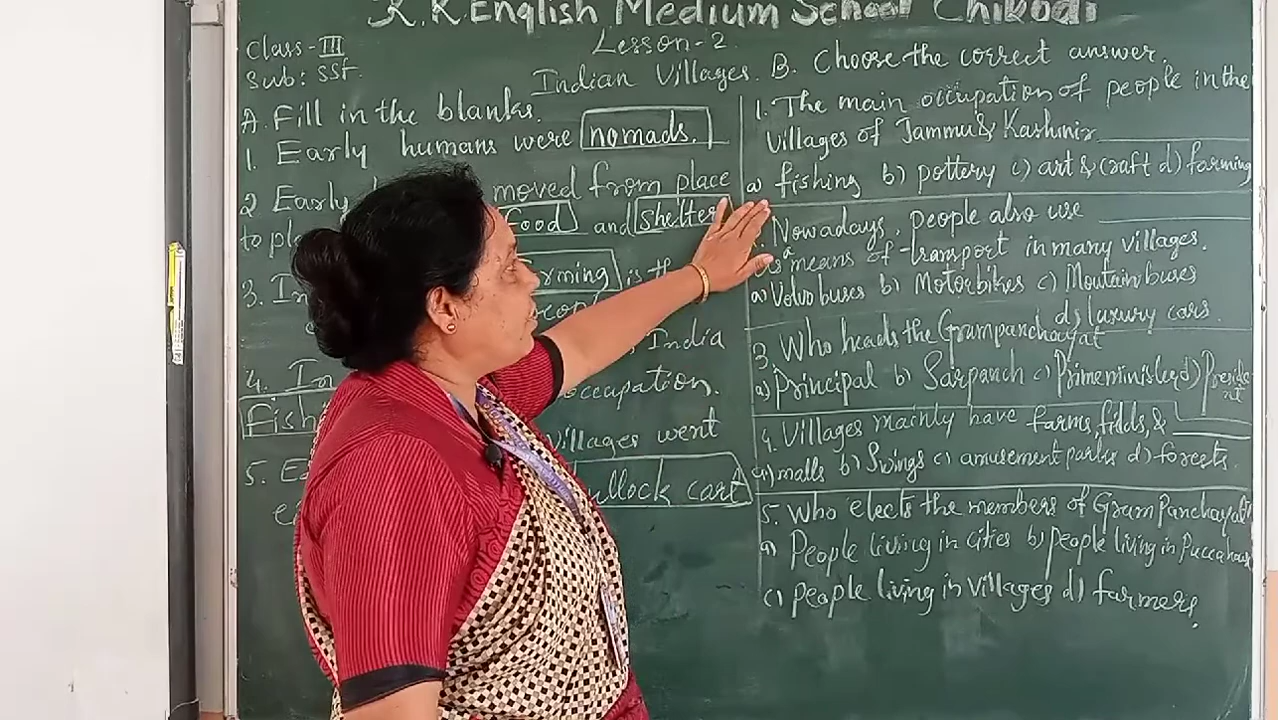 K.K.English Medium School Chikodi
Class-III
Sub: SSt.
Lesson-2
Indian Villages.
A. Fill in the blanks.
1. Early humans were nomads.
2 Early moved from place
to food and shelter
3. In farming is the
India
4. In occupation.
Fish
5. villages went
bullock cart
B. Choose the correct answer.
1. The main occupation of people in the
villages of Jammu & Kashmir
a) fishing b) pottery c) art & craft d) farming
Nowadays, people also use
as a means of transport in many villages.
a) Volvo buses b) Motorbikes c) Moutain buses
d) luxury cars.
3. Who heads the Grampanchayat
a) Principal b) Sarpanch c) Primeminister d) President
4. Villages mainly have farms, filds, &
a) malls b) Swings c) amusement parks d) forests.
5. Who elects the members of Gram Panchayat
a) People living in cities b) people living in Pucca
c) people living in villages d) farmers.